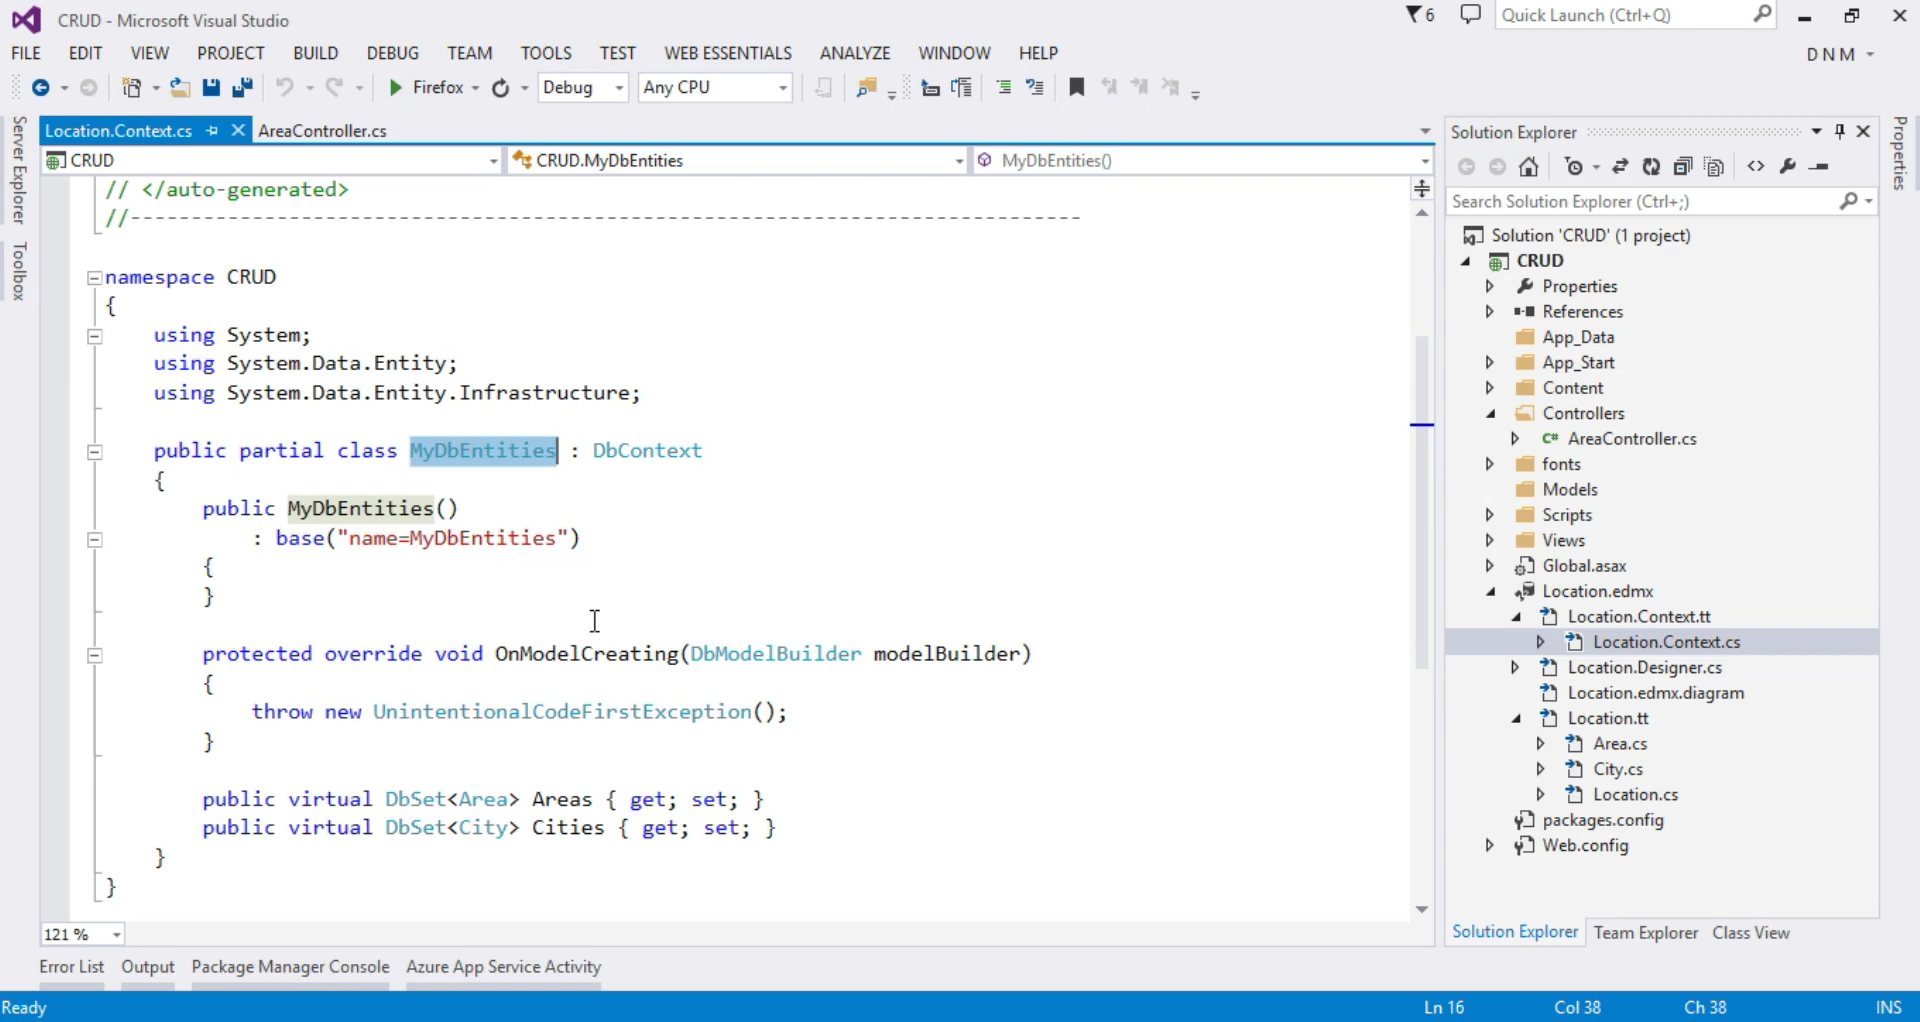 CRUD - Microsoft Visual Studio
6
Quick Launch (Ctrl+Q)
FILE EDIT VIEW PROJECT BUILD DEBUG TEAM TOOLS TEST WEB ESSENTIALS ANALYZE WINDOW HELP
D N M
Firefox Debug Any CPU
Server Explorer
Toolbox
Location.Context.cs AreaController.cs
CRUD CRUD.MyDbEntities MyDbEntities()
// </auto-generated>
//------------------------------------------------------------------------------
namespace CRUD
{
using System;
using System.Data.Entity;
using System.Data.Entity.Infrastructure;
public partial class MyDbEntities : DbContext
{
public MyDbEntities()
: base("name=MyDbEntities")
{
}
protected override void OnModelCreating(DbModelBuilder modelBuilder)
{
throw new UnintentionalCodeFirstException();
}
public virtual DbSet<Area> Areas { get; set; }
public virtual DbSet<City> Cities { get; set; }
}
}
121 %
Solution Explorer
Search Solution Explorer (Ctrl+;)
Solution 'CRUD' (1 project)
CRUD
Properties
References
App_Data
App_Start
Content
Controllers
C# AreaController.cs
fonts
Models
Scripts
Views
Global.asax
Location.edmx
Location.Context.tt
Location.Context.cs
Location.Designer.cs
Location.edmx.diagram
Location.tt
Area.cs
City.cs
Location.cs
packages.config
Web.config
Solution Explorer Team Explorer Class View
Properties
Error List Output Package Manager Console Azure App Service Activity
Ready Ln 16 Col 38 Ch 38 INS